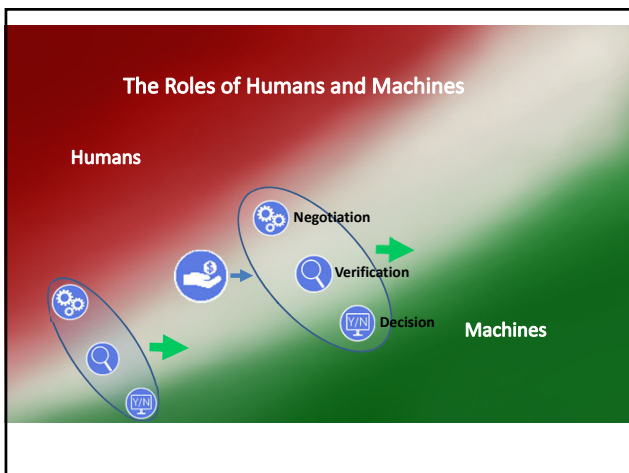 The Roles of Humans and Machines
Humans
Negotiation
$
Verification
Y/N
Decision
Machines
Y/N